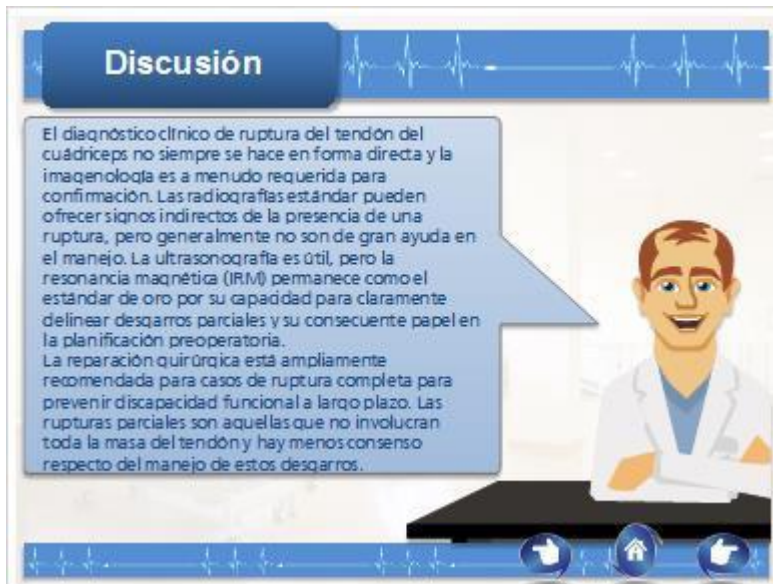 Discusión
El diagnóstico clínico de ruptura del tendón del
cuádriceps no siempre se hace en forma directa y la
imagenología es a menudo requerida para
confirmación. Las radiografías estándar pueden
ofrecer signos indirectos de la presencia de una
ruptura, pero generalmente no son de gran ayuda en
el manejo. La ultrasonografía es útil, pero la
resonancia magnética (IRM) permanece como el
estándar de oro por su capacidad para claramente
delinear desgarros parciales y su consecuente papel en
la planificación preoperatoria.
La reparación quirúrgica está ampliamente
recomendada para casos de ruptura completa para
prevenir discapacidad funcional a largo plazo. Las
rupturas parciales son aquellas que no involucran
toda la masa del tendón y hay menos consenso
respecto del manejo de estos desgarros.